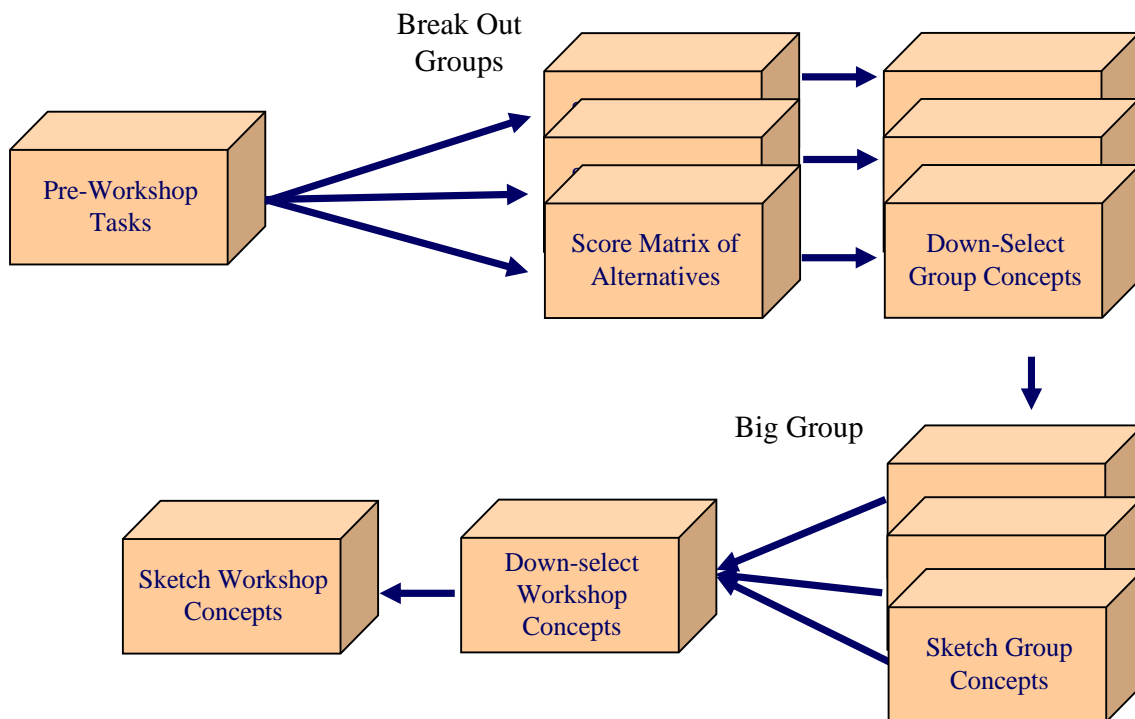 Break Out
Groups
Pre-Workshop
Tasks
Score Matrix of
Alternatives
Down-Select
Group Concepts
Big Group
Sketch Workshop
Concepts
Down-select
Workshop
Concepts
Sketch Group
Concepts